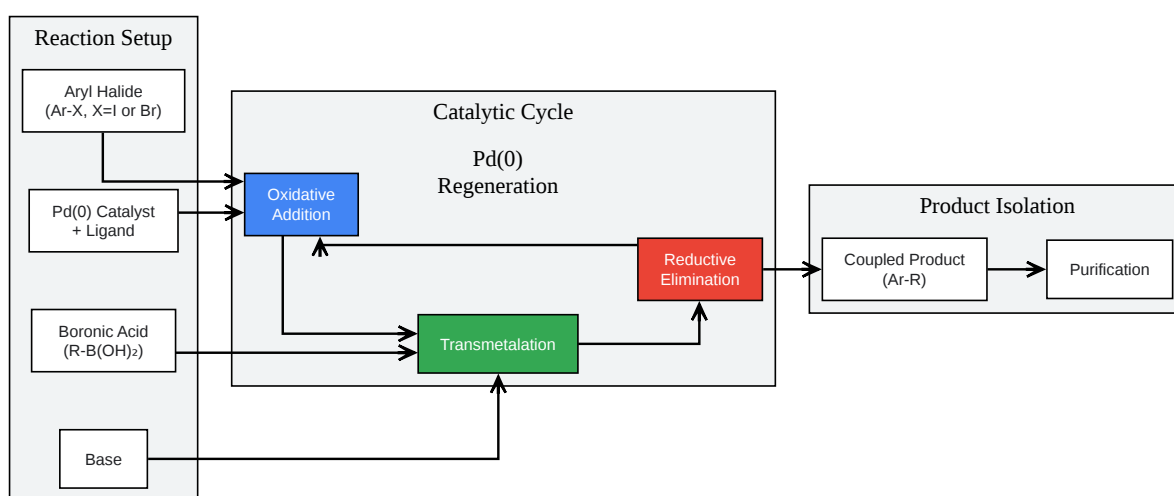 Reaction Setup
Aryl Halide
(Ar-X, X=I or Br)
Pd(0) Catalyst
+ Ligand
Boronic Acid
(R-B(OH)₂)
Base
Catalytic Cycle
Pd(0)
Regeneration
Oxidative
Addition
Reductive
Elimination
Transmetalation
Product Isolation
Coupled Product
(Ar-R)
Purification